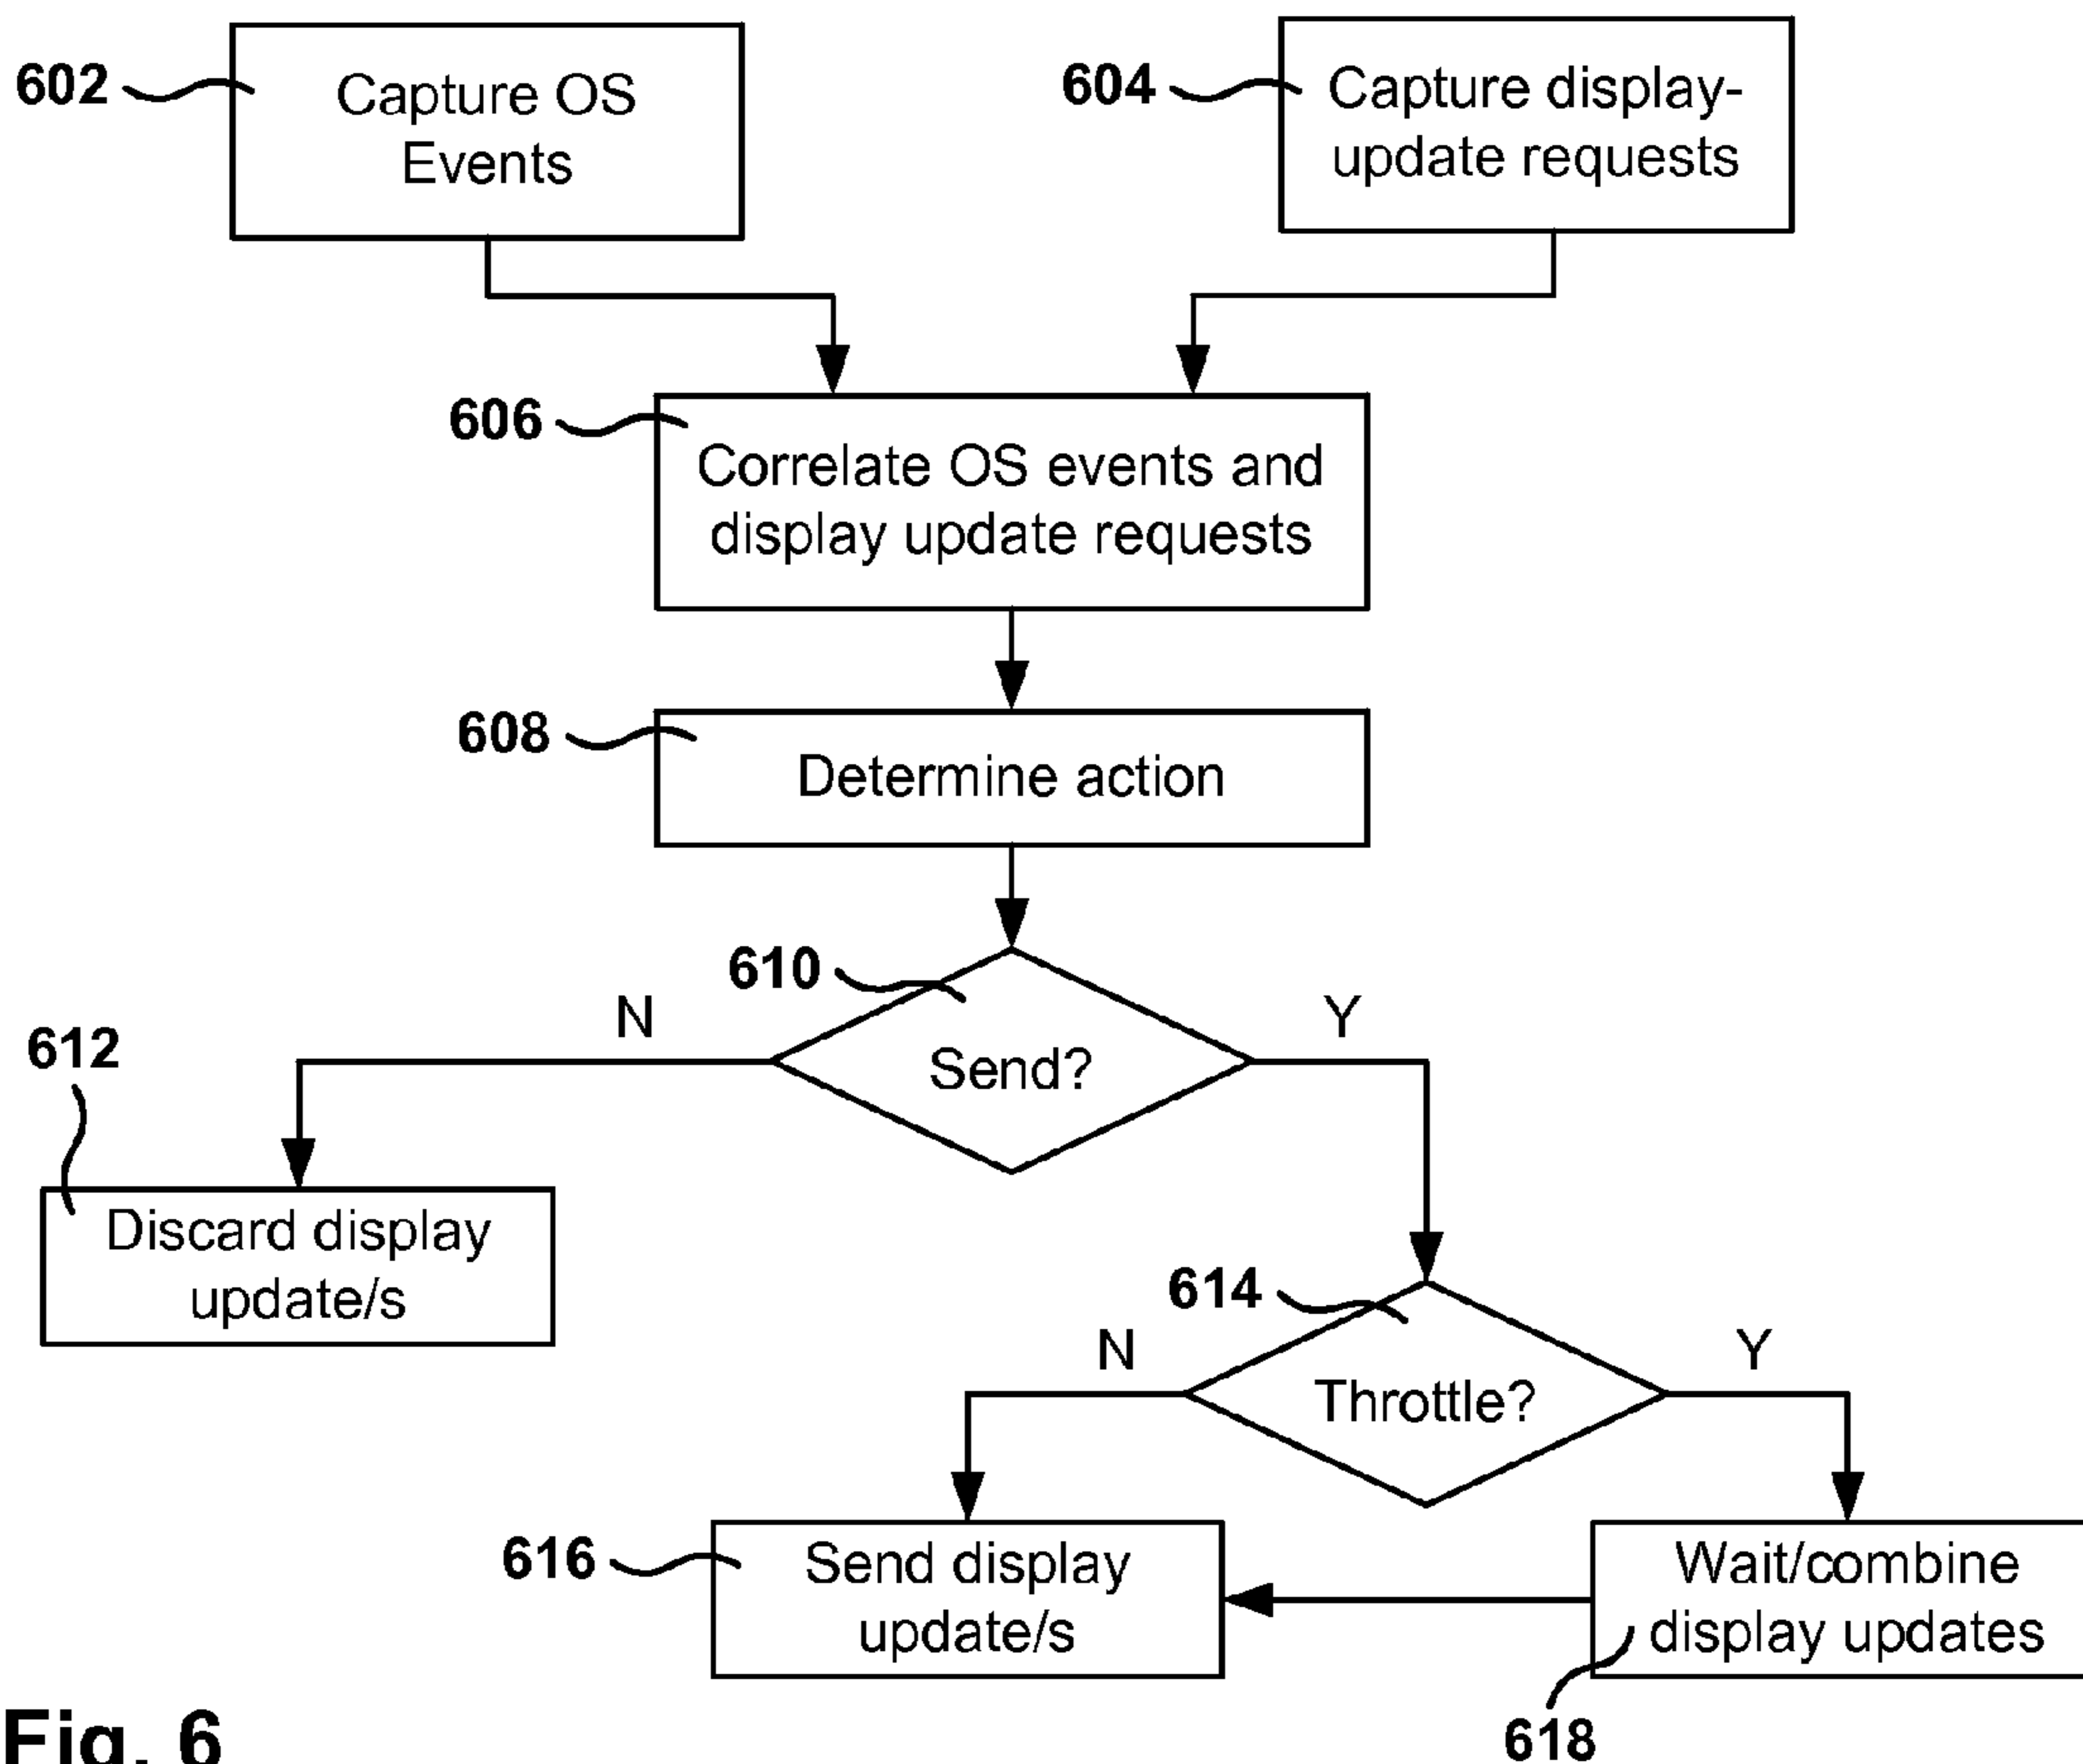 602
Capture OS
Events
604
Capture display-
update requests
606
Correlate OS events and
display update requests
608
Determine action
610
Send?
N
Y
612
Discard display
update/s
614
Throttle?
N
Y
616
Send display
update/s
Wait/combine
display updates
618
Fig. 6